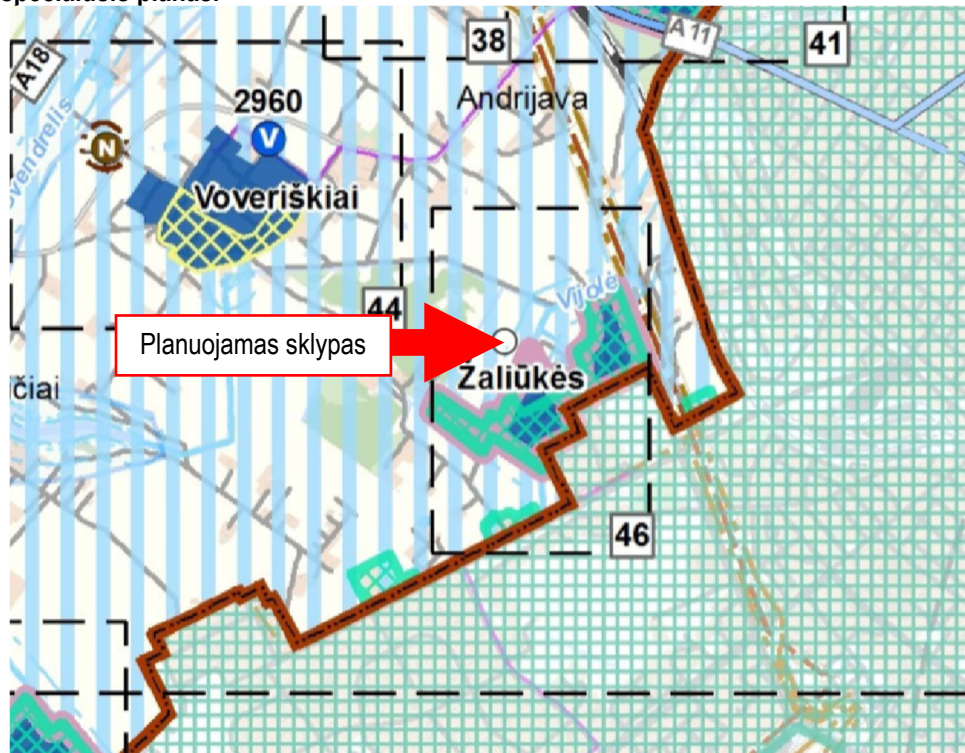 specialusis planas.
38
A 11
41
A18
2960
Andrijava
N
V
Voveriškiai
Vijolė
44
Planuojamas sklypas
Žaliūkės
čiai
46